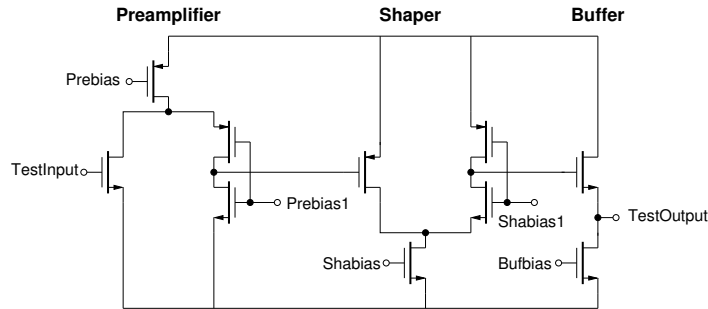 Preamplifier Shaper Buffer
Prebias
TestInput
Prebias1
Shabias1
TestOutput
Shabias
Bufbias